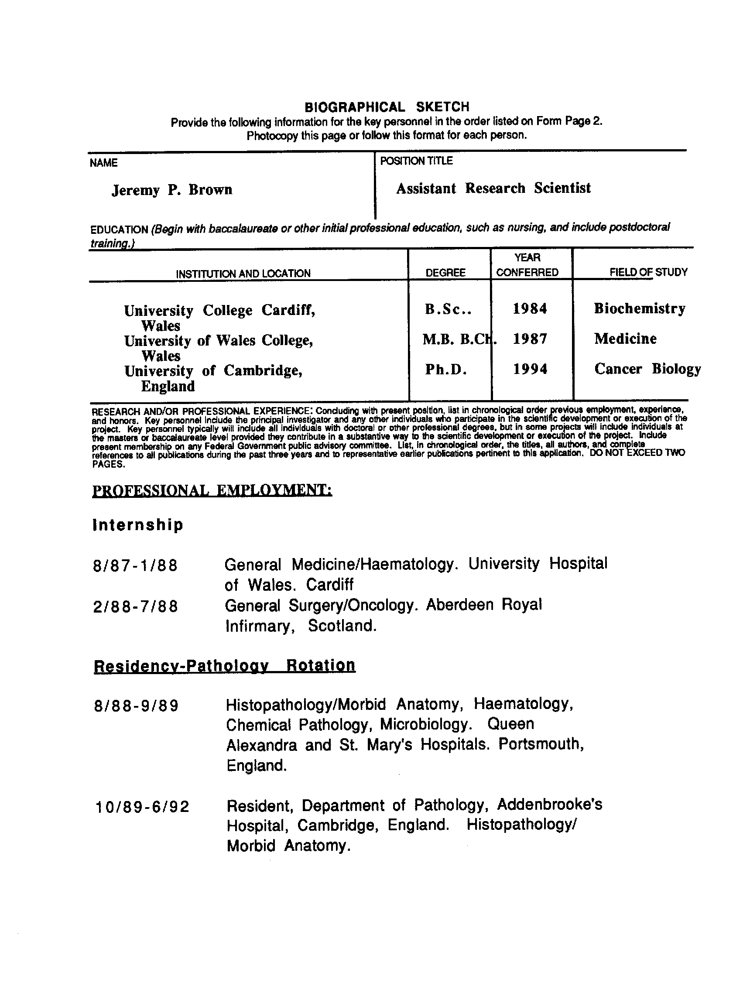 BIOGRAPHICAL SKETCH
Provide the following information for the key personnel in the order listed on Form Page 2.
Photocopy this page or follow this format for each person.
NAME
POSITION TITLE
Jeremy P. Brown
Assistant Research Scientist
EDUCATION (Begin with baccalaureate or other initial professional education, such as nursing, and include postdoctoral
training.)
INSTITUTION AND LOCATION
DEGREE
YEAR
CONFERRED
FIELD OF STUDY
University College Cardiff,
Wales
B.Sc..
1984
Biochemistry
University of Wales College,
Wales
M.B. B.Ch.
1987
Medicine
University of Cambridge,
England
Ph.D.
1994
Cancer Biology
RESEARCH AND/OR PROFESSIONAL EXPERIENCE: Concluding with present position, list in chronological order previous employment, experience,
and honors. Key personnel include the principal investigator and any other individuals who participate in the scientific development or execution of the
project. Key personnel typically will include all individuals with doctoral or other professional degrees, but in some projects will include individuals at
the masters or baccalaureate level provided they contribute in a substantive way to the scientific development or execution of the project. Include
present membership on any Federal Government public advisory committee. List, in chronological order, the titles, all authors, and complete
references to all publications during the past three years and to representative earlier publications pertinent to this application. DO NOT EXCEED TWO
PAGES.
PROFESSIONAL EMPLOYMENT:
Internship
8/87-1/88 General Medicine/Haematology. University Hospital
of Wales. Cardiff
2/88-7/88 General Surgery/Oncology. Aberdeen Royal
Infirmary, Scotland.
Residency-Pathology Rotation
8/88-9/89 Histopathology/Morbid Anatomy, Haematology,
Chemical Pathology, Microbiology. Queen
Alexandra and St. Mary's Hospitals. Portsmouth,
England.
10/89-6/92 Resident, Department of Pathology, Addenbrooke's
Hospital, Cambridge, England. Histopathology/
Morbid Anatomy.